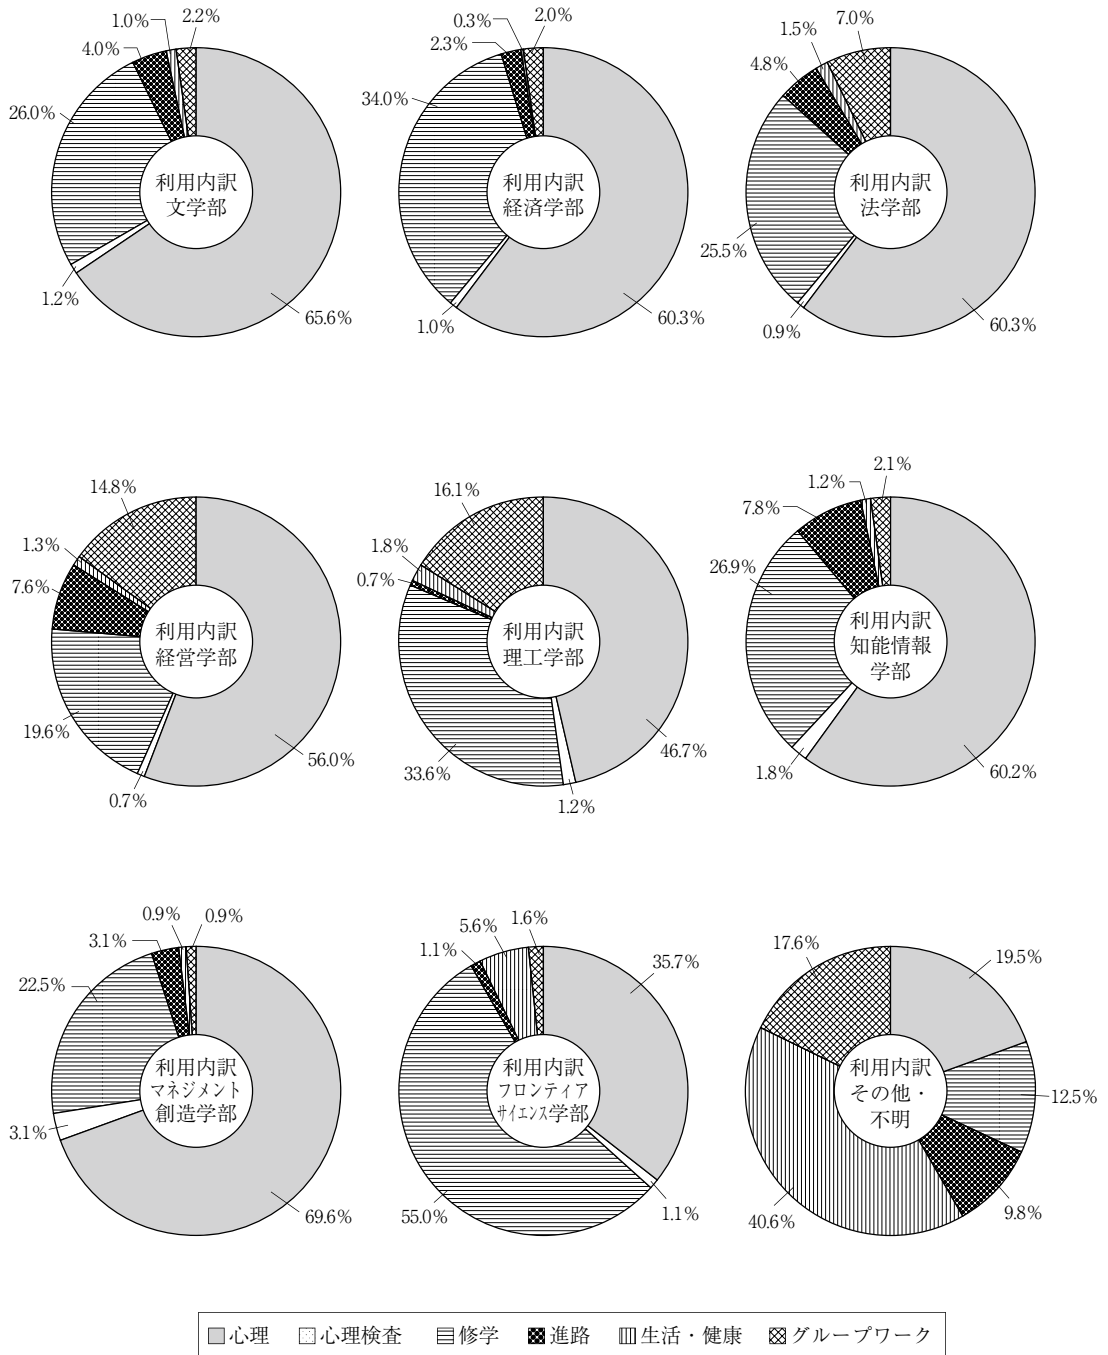 1.0%
2.2%
4.0%
26.0%
利用内訳
文学部
1.2%
65.6%
0.3%
2.0%
2.3%
34.0%
利用内訳
経済学部
1.0%
60.3%
7.0%
1.5%
4.8%
利用内訳
法学部
25.5%
0.9%
60.3%
14.8%
1.3%
7.6%
利用内訳
経営学部
19.6%
0.7%
56.0%
16.1%
1.8%
0.7%
利用内訳
理工学部
33.6%
1.2%
46.7%
2.1%
1.2%
7.8%
26.9%
利用内訳
知能情報
学部
1.8%
60.2%
0.9%
0.9%
3.1%
22.5%
利用内訳
マネジメント
創造学部
3.1%
69.6%
1.6%
5.6%
1.1%
35.7%
利用内訳
フロンティア
サイエンス学部
55.0%
1.1%
17.6%
19.5%
利用内訳
その他・
不明
12.5%
40.6%
9.8%
心理 心理検査 修学 進路 生活・健康 グループワーク